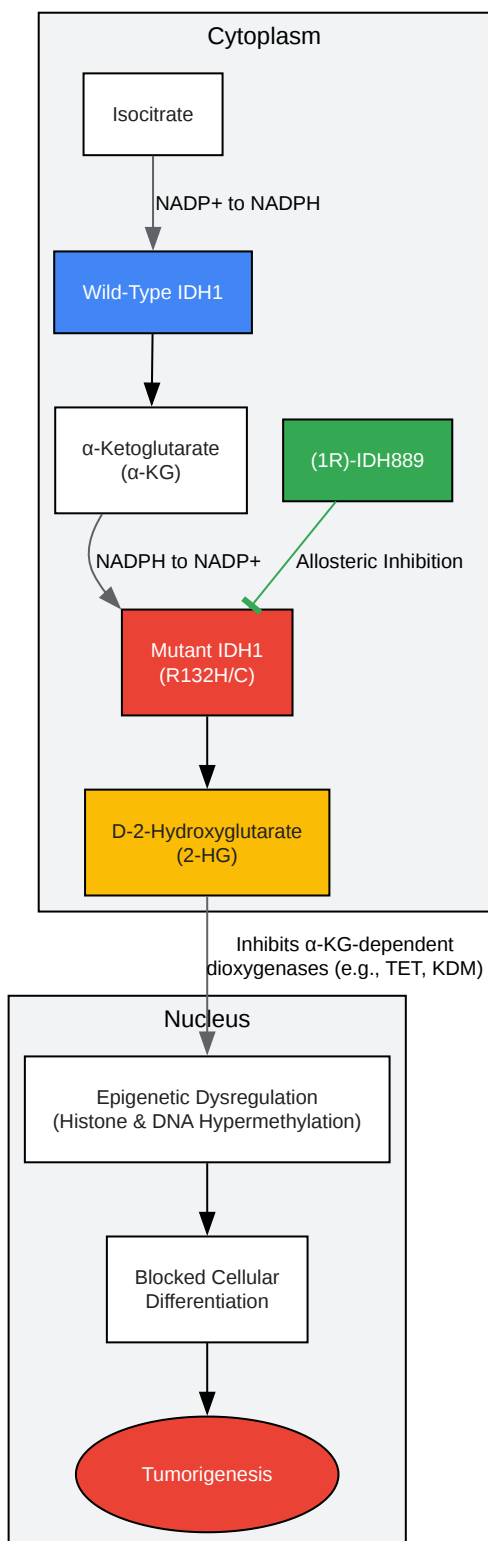 Cytoplasm
Isocitrate
NADP+ to NADPH
Wild-Type IDH1
α-Ketoglutarate
(α-KG)
(1R)-IDH889
NADPH to NADP+
Allosteric Inhibition
Mutant IDH1
(R132H/C)
D-2-Hydroxyglutarate
(2-HG)
Inhibits α-KG-dependent
dioxygenases (e.g., TET, KDM)
Nucleus
Epigenetic Dysregulation
(Histone & DNA Hypermethylation)
Blocked Cellular
Differentiation
Tumorigenesis